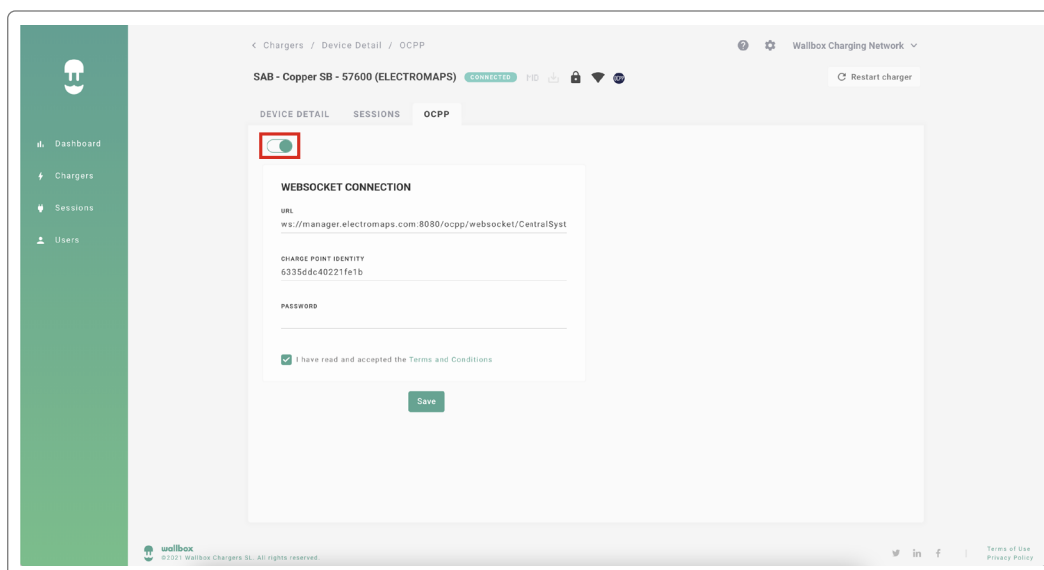 Chargers / Device Detail / OCPP
Wallbox Charging Network
SAB - Copper SB - 57600 (ELECTROMAPS) CONNECTED MID
Restart charger
DEVICE DETAIL SESSIONS OCPP
Dashboard
Chargers
Sessions
Users
WEBSOCKET CONNECTION
URL
ws://manager.electromaps.com:8080/ocpp/websocket/CentralSyst
CHARGE POINT IDENTITY
6335ddc40221fe1b
PASSWORD
I have read and accepted the Terms and Conditions
Save
wallbox
©2021 Wallbox Chargers SL. All rights reserved.
Terms of Use
Privacy Policy